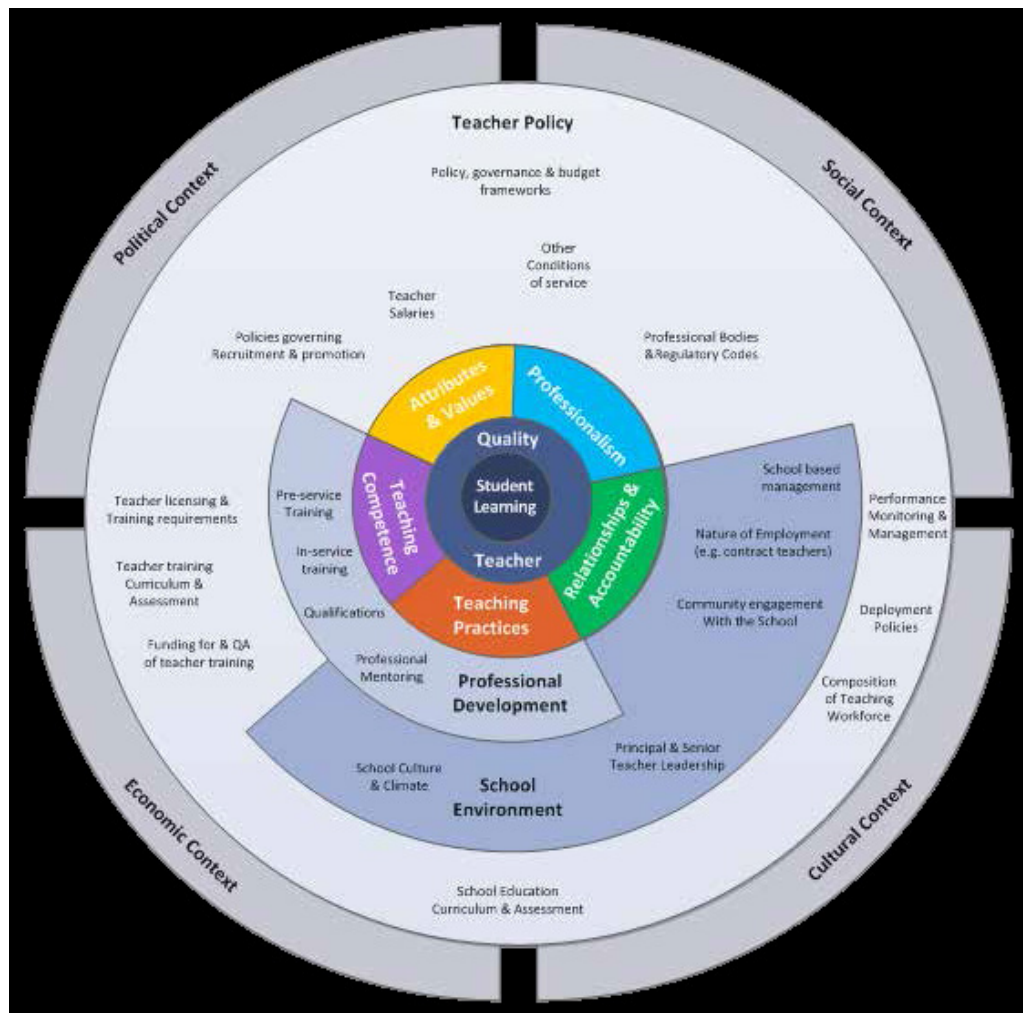 Teacher Policy
Policy, governance & budget
frameworks
Political Context
Social Context
Other
Conditions
of service
Teacher
Salaries
Policies governing
Recruitment & promotion
Professional Bodies
&Regulatory Codes
Attributes
& Values
Professionalism
Quality
Student
Learning
Teacher
Teaching
Competence
Relationships &
Accountability
Teaching
Practices
Teacher licensing &
Training requirements
Teacher training
Curriculum &
Assessment
Funding for & QA
of teacher training
Pre-service
Training
In-service
training
Qualifications
Professional
Mentoring
Professional
Development
School based
management
Nature of Employment
(e.g. contract teachers)
Community engagement
With the School
Principal & Senior
Teacher Leadership
School Culture
& Climate
School
Environment
Performance
Monitoring &
Management
Deployment
Policies
Composition
of Teaching
Workforce
School Education
Curriculum & Assessment
Economic Context
Cultural Context